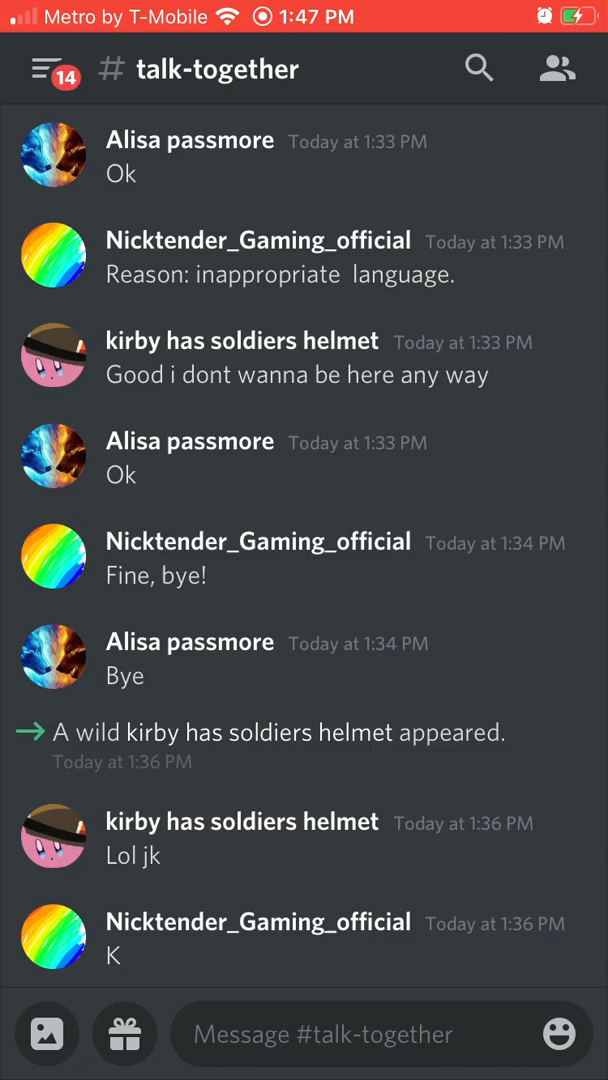 Metro by T-Mobile 1:47 PM
14 # talk-together
Alisa passmore Today at 1:33 PM
Ok
Nicktender_Gaming_official Today at 1:33 PM
Reason: inappropriate  language.
kirby has soldiers helmet Today at 1:33 PM
Good i dont wanna be here any way
Alisa passmore Today at 1:33 PM
Ok
Nicktender_Gaming_official Today at 1:34 PM
Fine, bye!
Alisa passmore Today at 1:34 PM
Bye
A wild kirby has soldiers helmet appeared.
Today at 1:36 PM
kirby has soldiers helmet Today at 1:36 PM
Lol jk
Nicktender_Gaming_official Today at 1:36 PM
K
Message #talk-together